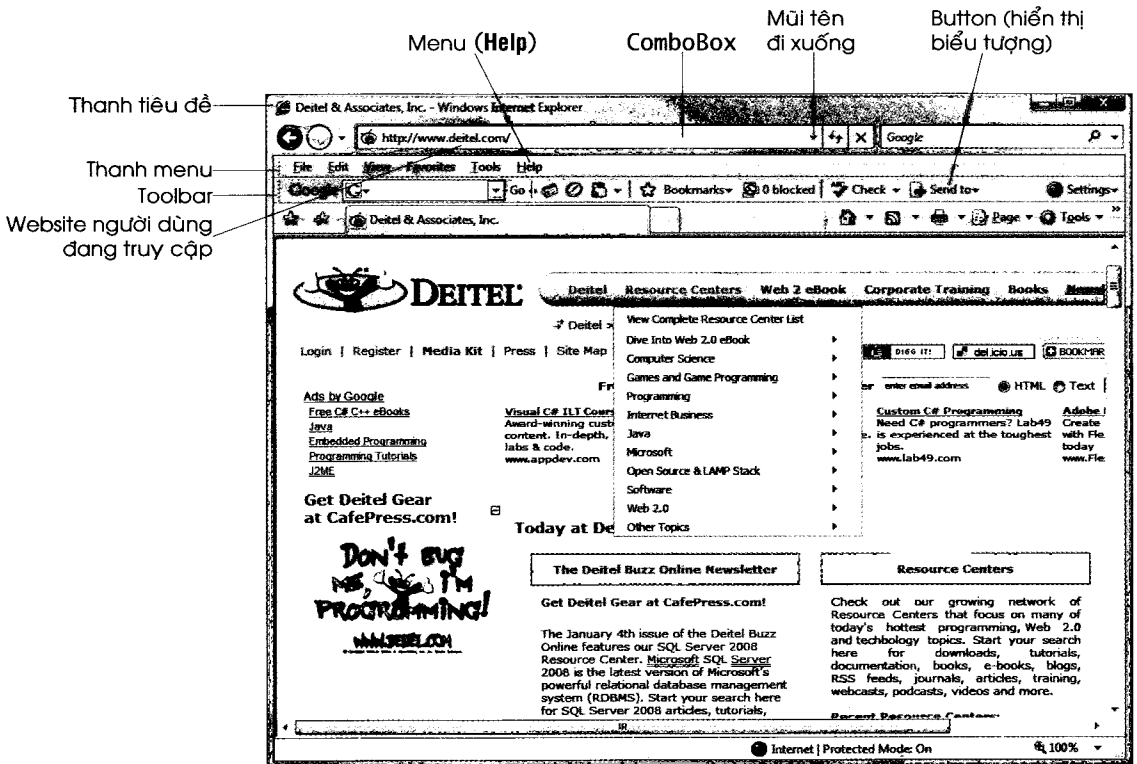 Mũi tên
đi xuống
Button (hiển thị
biểu tượng)
Menu (Help)
ComboBox
Thanh tiêu đề
Deitel & Associates, Inc. - Windows Internet Explorer
http://www.deitel.com/
Google
Thanh menu
File Edit View Favorites Tools Help
Toolbar
Google Go Bookmarks 0 blocked Check Send to Settings
Website người dùng
đang truy cập
Deitel & Associates, Inc.
Page Tools
DEITEL
Deitel Resource Centers Web 2 eBook Corporate Training Books
Deitel >
View Complete Resource Center List
Dive Into Web 2.0 eBook
Computer Science
Games and Game Programming
Programming
Internet Business
Java
Microsoft
Open Source & LAMP Stack
Software
Web 2.0
Other Topics
Login | Register | Media Kit | Press | Site Map
DIGG IT! del.icio.us BOOKMAR
Fr
er enter email address HTML Text
Ads by Google
Free C# C++ eBooks
Java
Embedded Programming
Programming Tutorials
J2ME
Visual C# ILT Cours
Award-winning cust
content. In-depth,
labs & code.
www.appdev.com
Custom C# Programming
Need C# programmers? Lab49
e. is experienced at the toughest
jobs.
www.lab49.com
Adobe
Create
with Fle
today
www.Fle
Get Deitel Gear
at CafePress.com!
DON'T BUG
ME, I'M
PROGRAMMING!
WWW.DEITEL.COM
Today at De
The Deitel Buzz Online Newsletter
Get Deitel Gear at CafePress.com!
The January 4th issue of the Deitel Buzz
Online features our SQL Server 2008
Resource Center. Microsoft SQL Server
2008 is the latest version of Microsoft's
powerful relational database management
system (RDBMS). Start your search here
for SQL Server 2008 articles, tutorials,
Resource Centers
Check out our growing network of
Resource Centers that focus on many of
today's hottest programming, Web 2.0
and techbology topics. Start your search
here for downloads, tutorials,
documentation, books, e-books, blogs,
RSS feeds, journals, articles, training,
webcasts, podcasts, videos and more.
Recent Resource Centers:
Internet | Protected Mode: On
100%